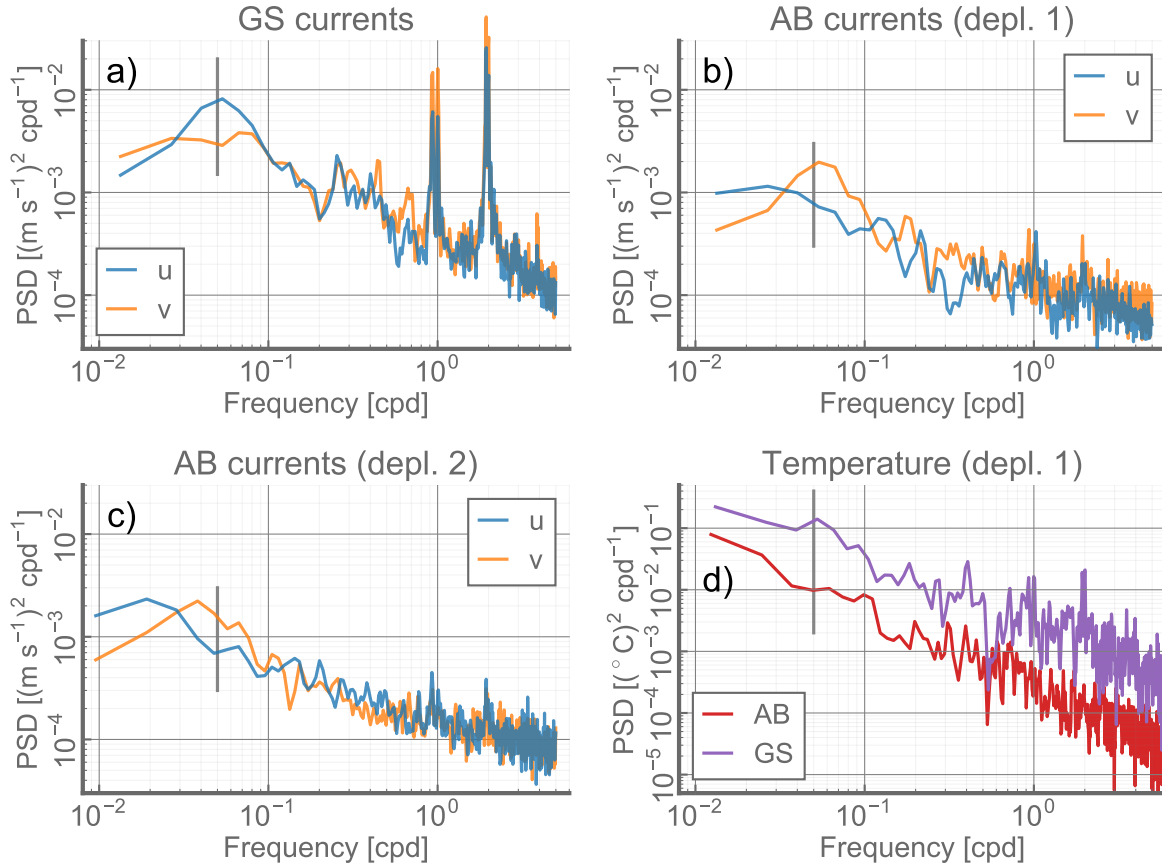 GS currents
a)
PSD [(m s⁻¹)² cpd⁻¹]
10⁻²
10⁻³
10⁻⁴
u
v
10⁻² 10⁻¹ 10⁰
Frequency [cpd]
AB currents (depl. 1)
b)
PSD [(m s⁻¹)² cpd⁻¹]
10⁻²
10⁻³
10⁻⁴
u
v
10⁻² 10⁻¹ 10⁰
Frequency [cpd]
AB currents (depl. 2)
c)
PSD [(m s⁻¹)² cpd⁻¹]
10⁻²
10⁻³
10⁻⁴
u
v
10⁻² 10⁻¹ 10⁰
Frequency [cpd]
Temperature (depl. 1)
d)
PSD [(° C)² cpd⁻¹]
10⁻¹
10⁻²
10⁻³
10⁻⁴
10⁻⁵
AB
GS
10⁻² 10⁻¹ 10⁰
Frequency [cpd]